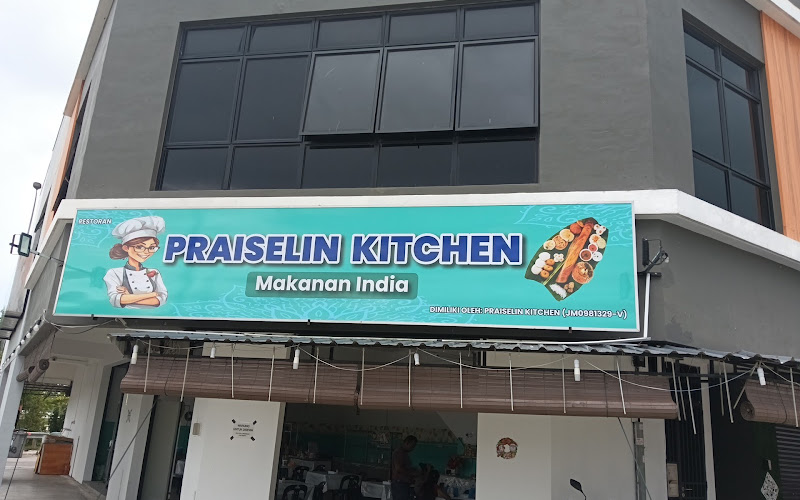 RESTORAN
PRAISELIN KITCHEN
Makanan India
DIMILIKI OLEH: PRAISELIN KITCHEN (JM0981329-V)